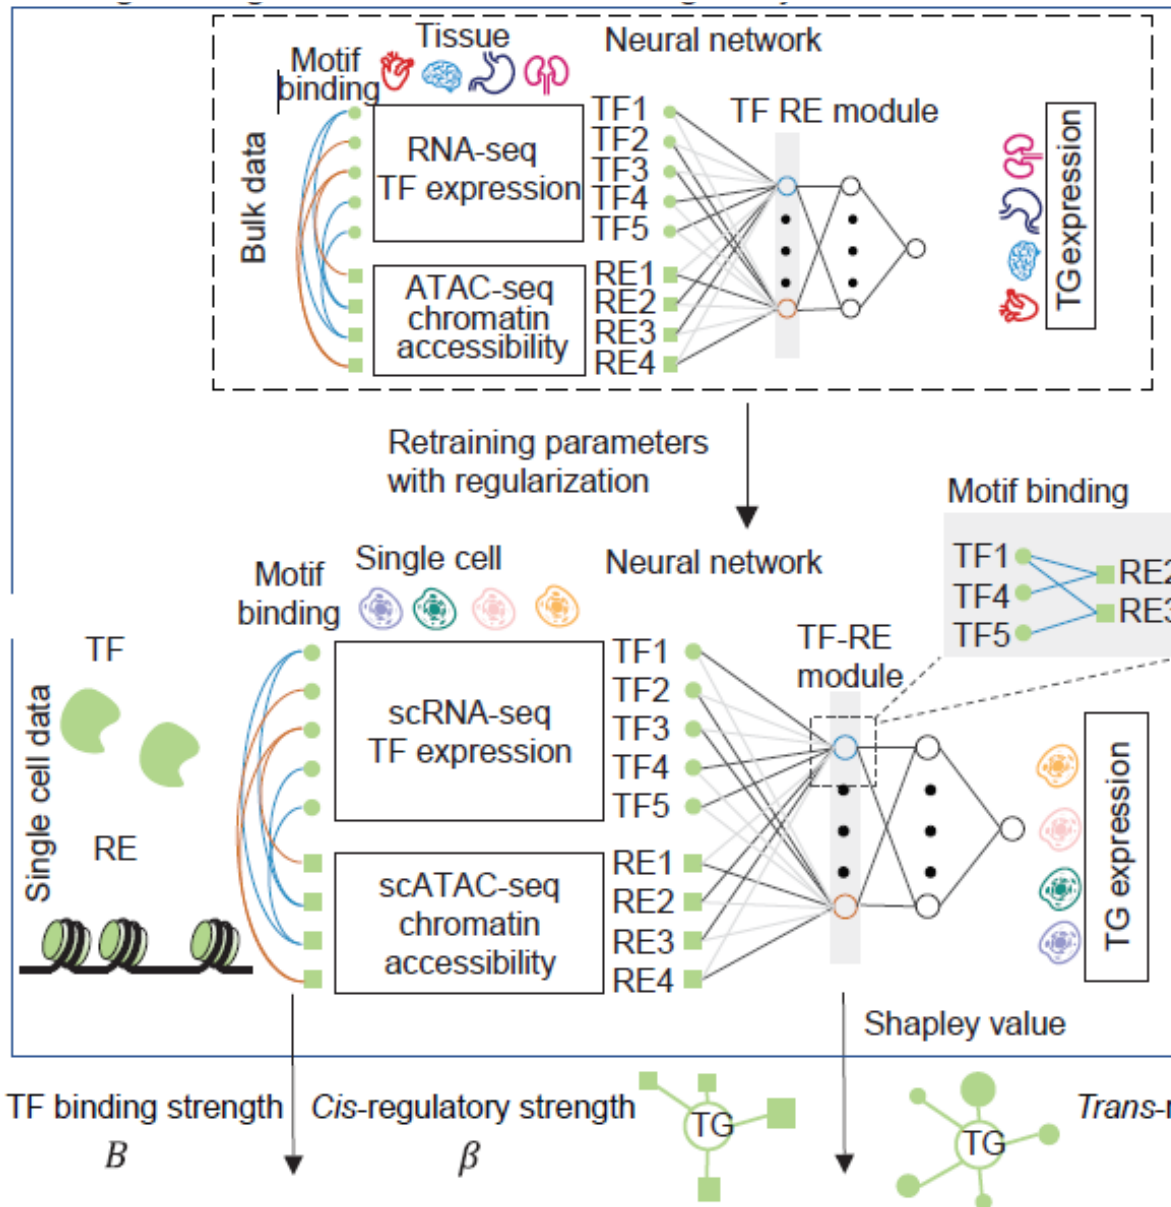 Tissue
Neural network
Motif
binding
Bulk data
RNA-seq
TF expression
ATAC-seq
chromatin
accessibility
TF1
TF2
TF3
TF4
TF5
RE1
RE2
RE3
RE4
TF RE module
TGexpression
Retraining parameters
with regularization
Motif binding
TF1
TF4
TF5
RE2
RE3
Single cell
Neural network
Motif
binding
Single cell data
TF
RE
scRNA-seq
TF expression
scATAC-seq
chromatin
accessibility
TF1
TF2
TF3
TF4
TF5
RE1
RE2
RE3
RE4
TF-RE
module
TG expression
Shapley value
TF binding strength
B
Cis-regulatory strength
β
TG
TG
Trans-r